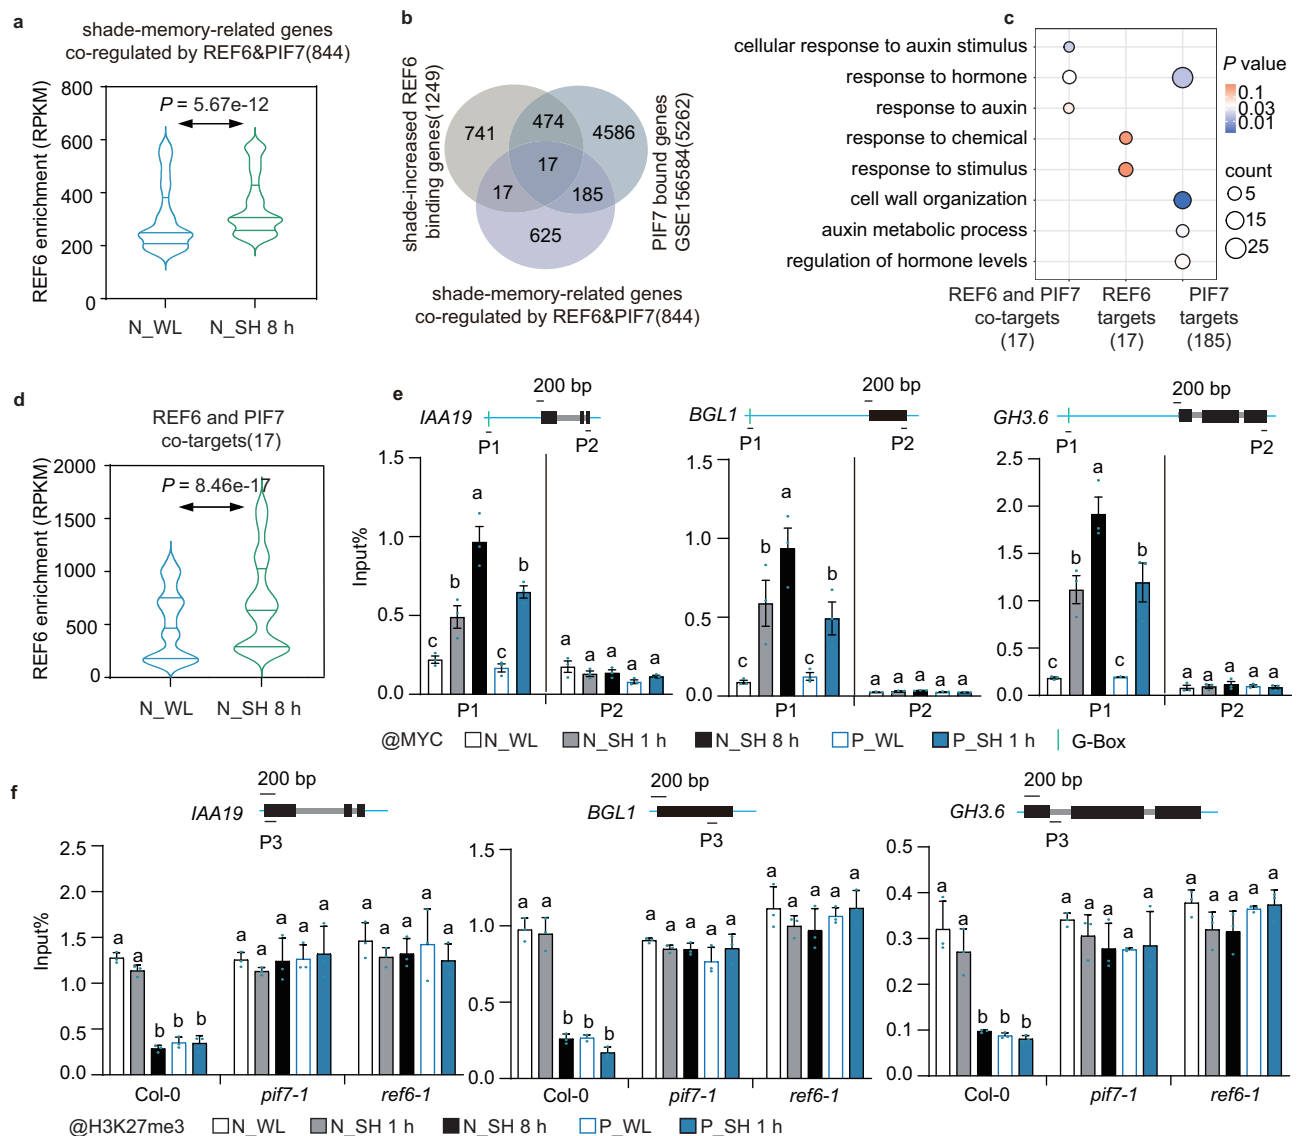 a
shade-memory-related genes
co-regulated by REF6&PIF7(844)
REF6 enrichment (RPKM)
800
600
400
200
0
P = 5.67e-12
N_WL
N_SH 8 h
b
shade-increased REF6
binding genes(1249)
741
474
4586
17
17
185
625
PIF7 bound genes
GSE156584(5262)
shade-memory-related genes
co-regulated by REF6&PIF7(844)
c
cellular response to auxin stimulus
response to hormone
response to auxin
response to chemical
response to stimulus
cell wall organization
auxin metabolic process
regulation of hormone levels
REF6 and PIF7
co-targets
(17)
REF6
targets
(17)
PIF7
targets
(185)
P value
0.1
0.03
0.01
count
5
15
25
d
REF6 and PIF7
co-targets(17)
REF6 enrichment (RPKM)
2000
1500
1000
500
0
P = 8.46e-17
N_WL
N_SH 8 h
e
200 bp
IAA19
P1
P2
Input%
1.5
1.0
0.5
0.0
c
b
a
c
b
a
a
a
a
a
P1
P2
200 bp
BGL1
P1
P2
1.5
1.0
0.5
0.0
c
b
a
c
b
a
a
a
a
a
P1
P2
200 bp
GH3.6
P1
P2
2.5
2.0
1.5
1.0
0.5
0.0
c
b
a
c
b
a
a
a
a
a
P1
P2
@MYC N_WL N_SH 1 h N_SH 8 h P_WL P_SH 1 h G-Box
f
200 bp
IAA19
P3
Input%
2.5
2.0
1.5
1.0
0.5
0.0
a
a
b
b
b
a
a
a
a
a
a
a
a
a
a
Col-0
pif7-1
ref6-1
200 bp
BGL1
P3
1.5
1.0
0.5
0.0
a
a
b
b
b
a
a
a
a
a
a
a
a
a
a
Col-0
pif7-1
ref6-1
200 bp
GH3.6
P3
0.5
0.4
0.3
0.2
0.1
0.0
a
a
b
b
b
a
a
a
a
a
a
a
a
a
a
Col-0
pif7-1
ref6-1
@H3K27me3 N_WL N_SH 1 h N_SH 8 h P_WL P_SH 1 h